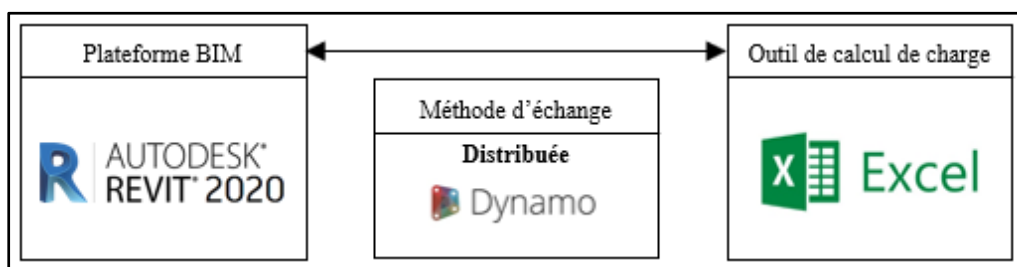 Plateforme BIM
AUTODESK®
REVIT® 2020
Méthode d'échange
Distribuée
Dynamo
Outil de calcul de charge
X Excel